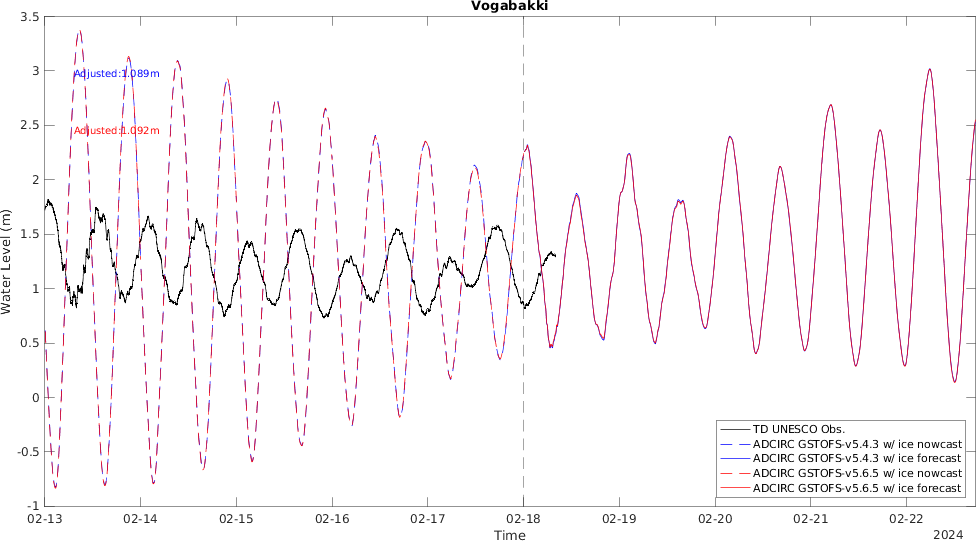 Vogabakki
3.5
3
2.5
2
1.5
1
0.5
0
-0.5
-1
Water Level (m)
Adjusted:1.089m
Adjusted:1.092m
TD UNESCO Obs.
ADCIRC GSTOFS-v5.4.3 w/ ice nowcast
ADCIRC GSTOFS-v5.4.3 w/ ice forecast
ADCIRC GSTOFS-v5.6.5 w/ ice nowcast
ADCIRC GSTOFS-v5.6.5 w/ ice forecast
02-13 02-14 02-15 02-16 02-17 02-18 02-19 02-20 02-21 02-22
Time
2024